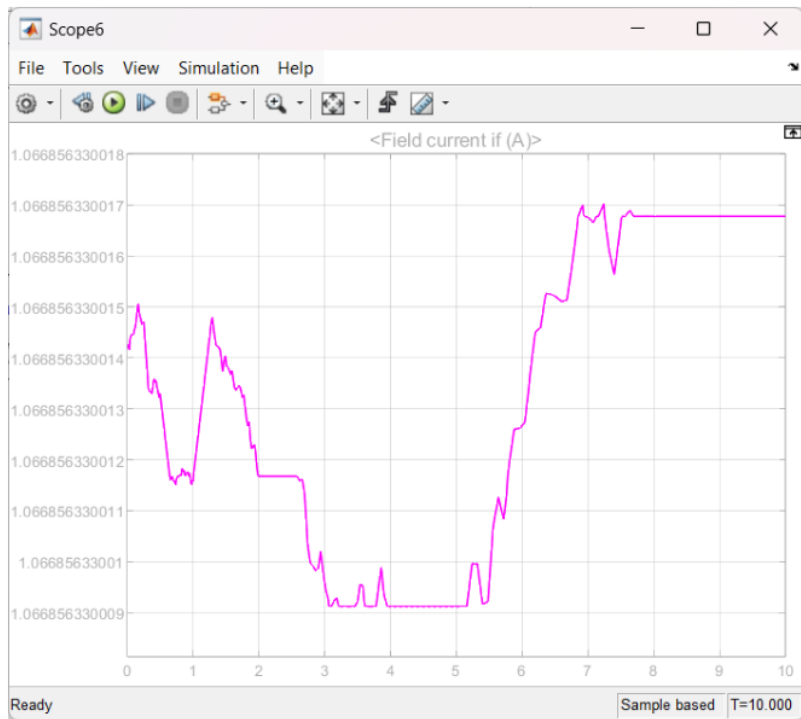 Scope6
File Tools View Simulation Help
<Field current if (A)>
1.066856330018
1.066856330017
1.066856330016
1.066856330015
1.066856330014
1.066856330013
1.066856330012
1.066856330011
1.06685633001
1.066856330009
0 1 2 3 4 5 6 7 8 9 10
Ready Sample based T=10.000